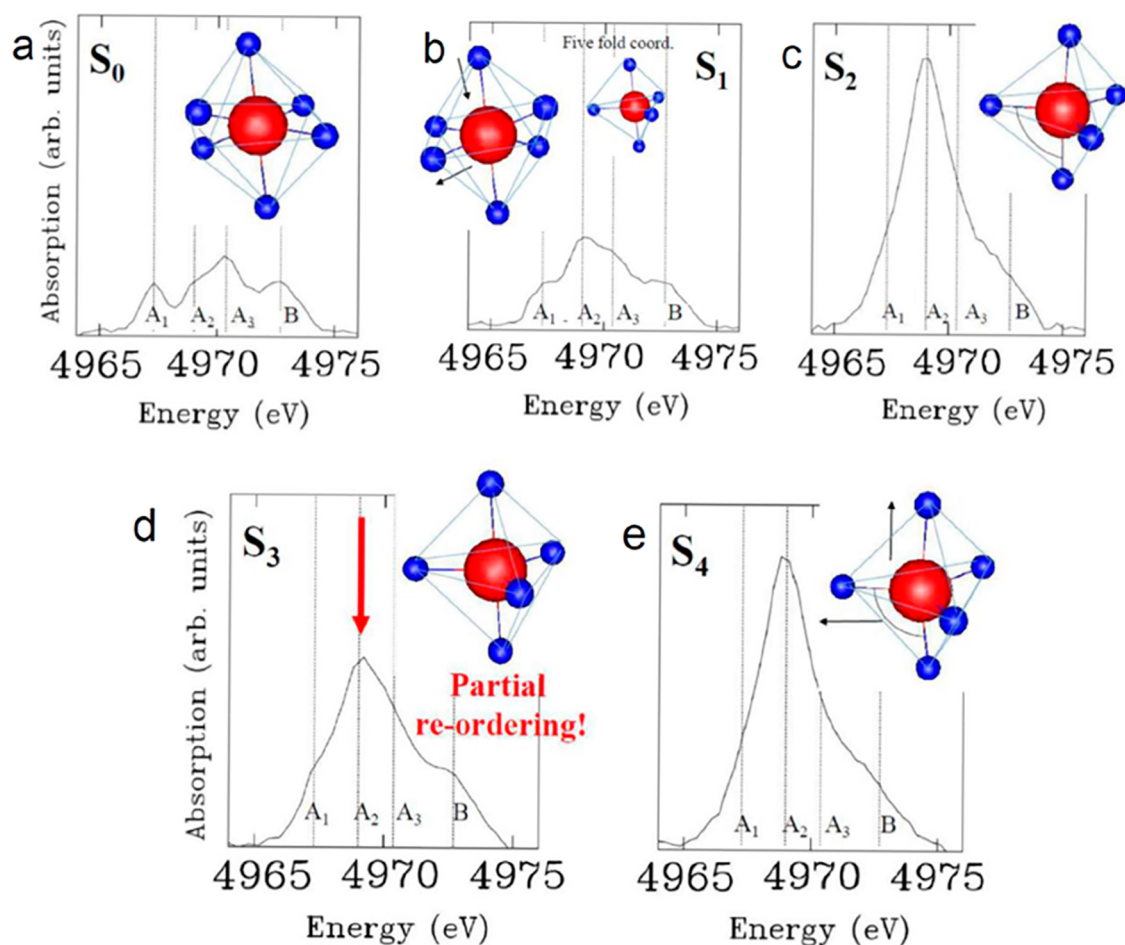 a
S0
Absorption (arb. units)
A1 A2 A3 B
4965 4970 4975
Energy (eV)
b
Five fold coord.
S1
A1 A2 A3 B
4965 4970 4975
Energy (eV)
c
S2
A1 A2 A3 B
4965 4970 4975
Energy (eV)
d
S3
Absorption (arb. units)
Partial
re-ordering!
A1 A2 A3 B
4965 4970 4975
Energy (eV)
e
S4
A1 A2 A3 B
4965 4970 4975
Energy (eV)